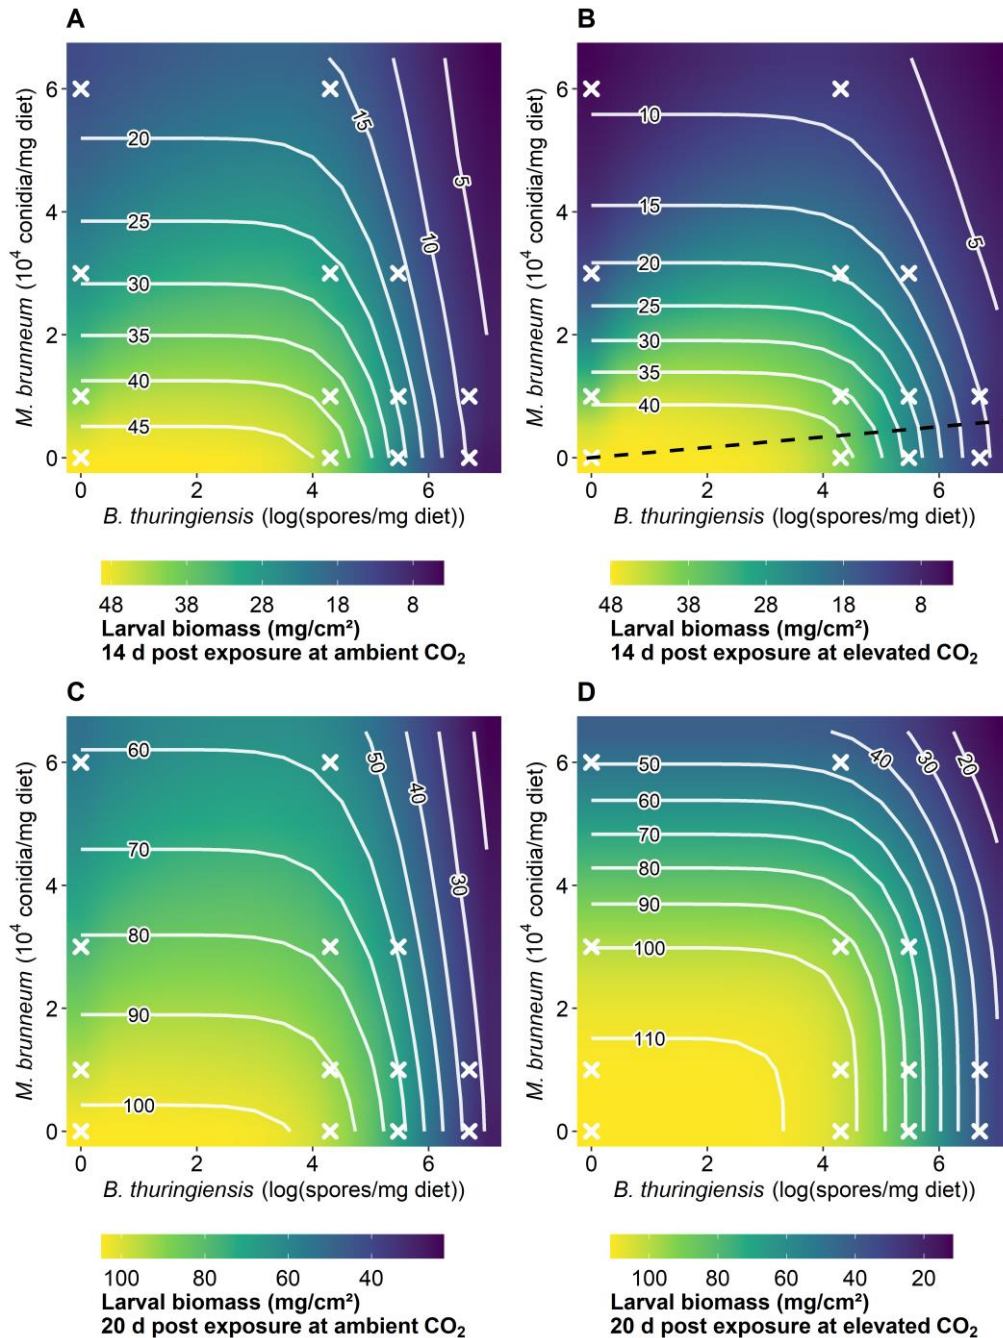 A
M. brunneum (10⁴ conidia/mg diet)
6
4
2
0
20
25
30
35
40
45
15
10
5
0 2 4 6
B. thuringiensis (log(spores/mg diet))
48 38 28 18 8
Larval biomass (mg/cm²)
14 d post exposure at ambient CO₂
B
M. brunneum (10⁴ conidia/mg diet)
6
4
2
0
10
15
20
25
30
35
40
5
0 2 4 6
B. thuringiensis (log(spores/mg diet))
48 38 28 18 8
Larval biomass (mg/cm²)
14 d post exposure at elevated CO₂
C
M. brunneum (10⁴ conidia/mg diet)
6
4
2
0
60
70
80
90
100
50
40
30
0 2 4 6
B. thuringiensis (log(spores/mg diet))
100 80 60 40
Larval biomass (mg/cm²)
20 d post exposure at ambient CO₂
D
M. brunneum (10⁴ conidia/mg diet)
6
4
2
0
50
60
70
80
90
100
110
40
30
20
0 2 4 6
B. thuringiensis (log(spores/mg diet))
100 80 60 40 20
Larval biomass (mg/cm²)
20 d post exposure at elevated CO₂